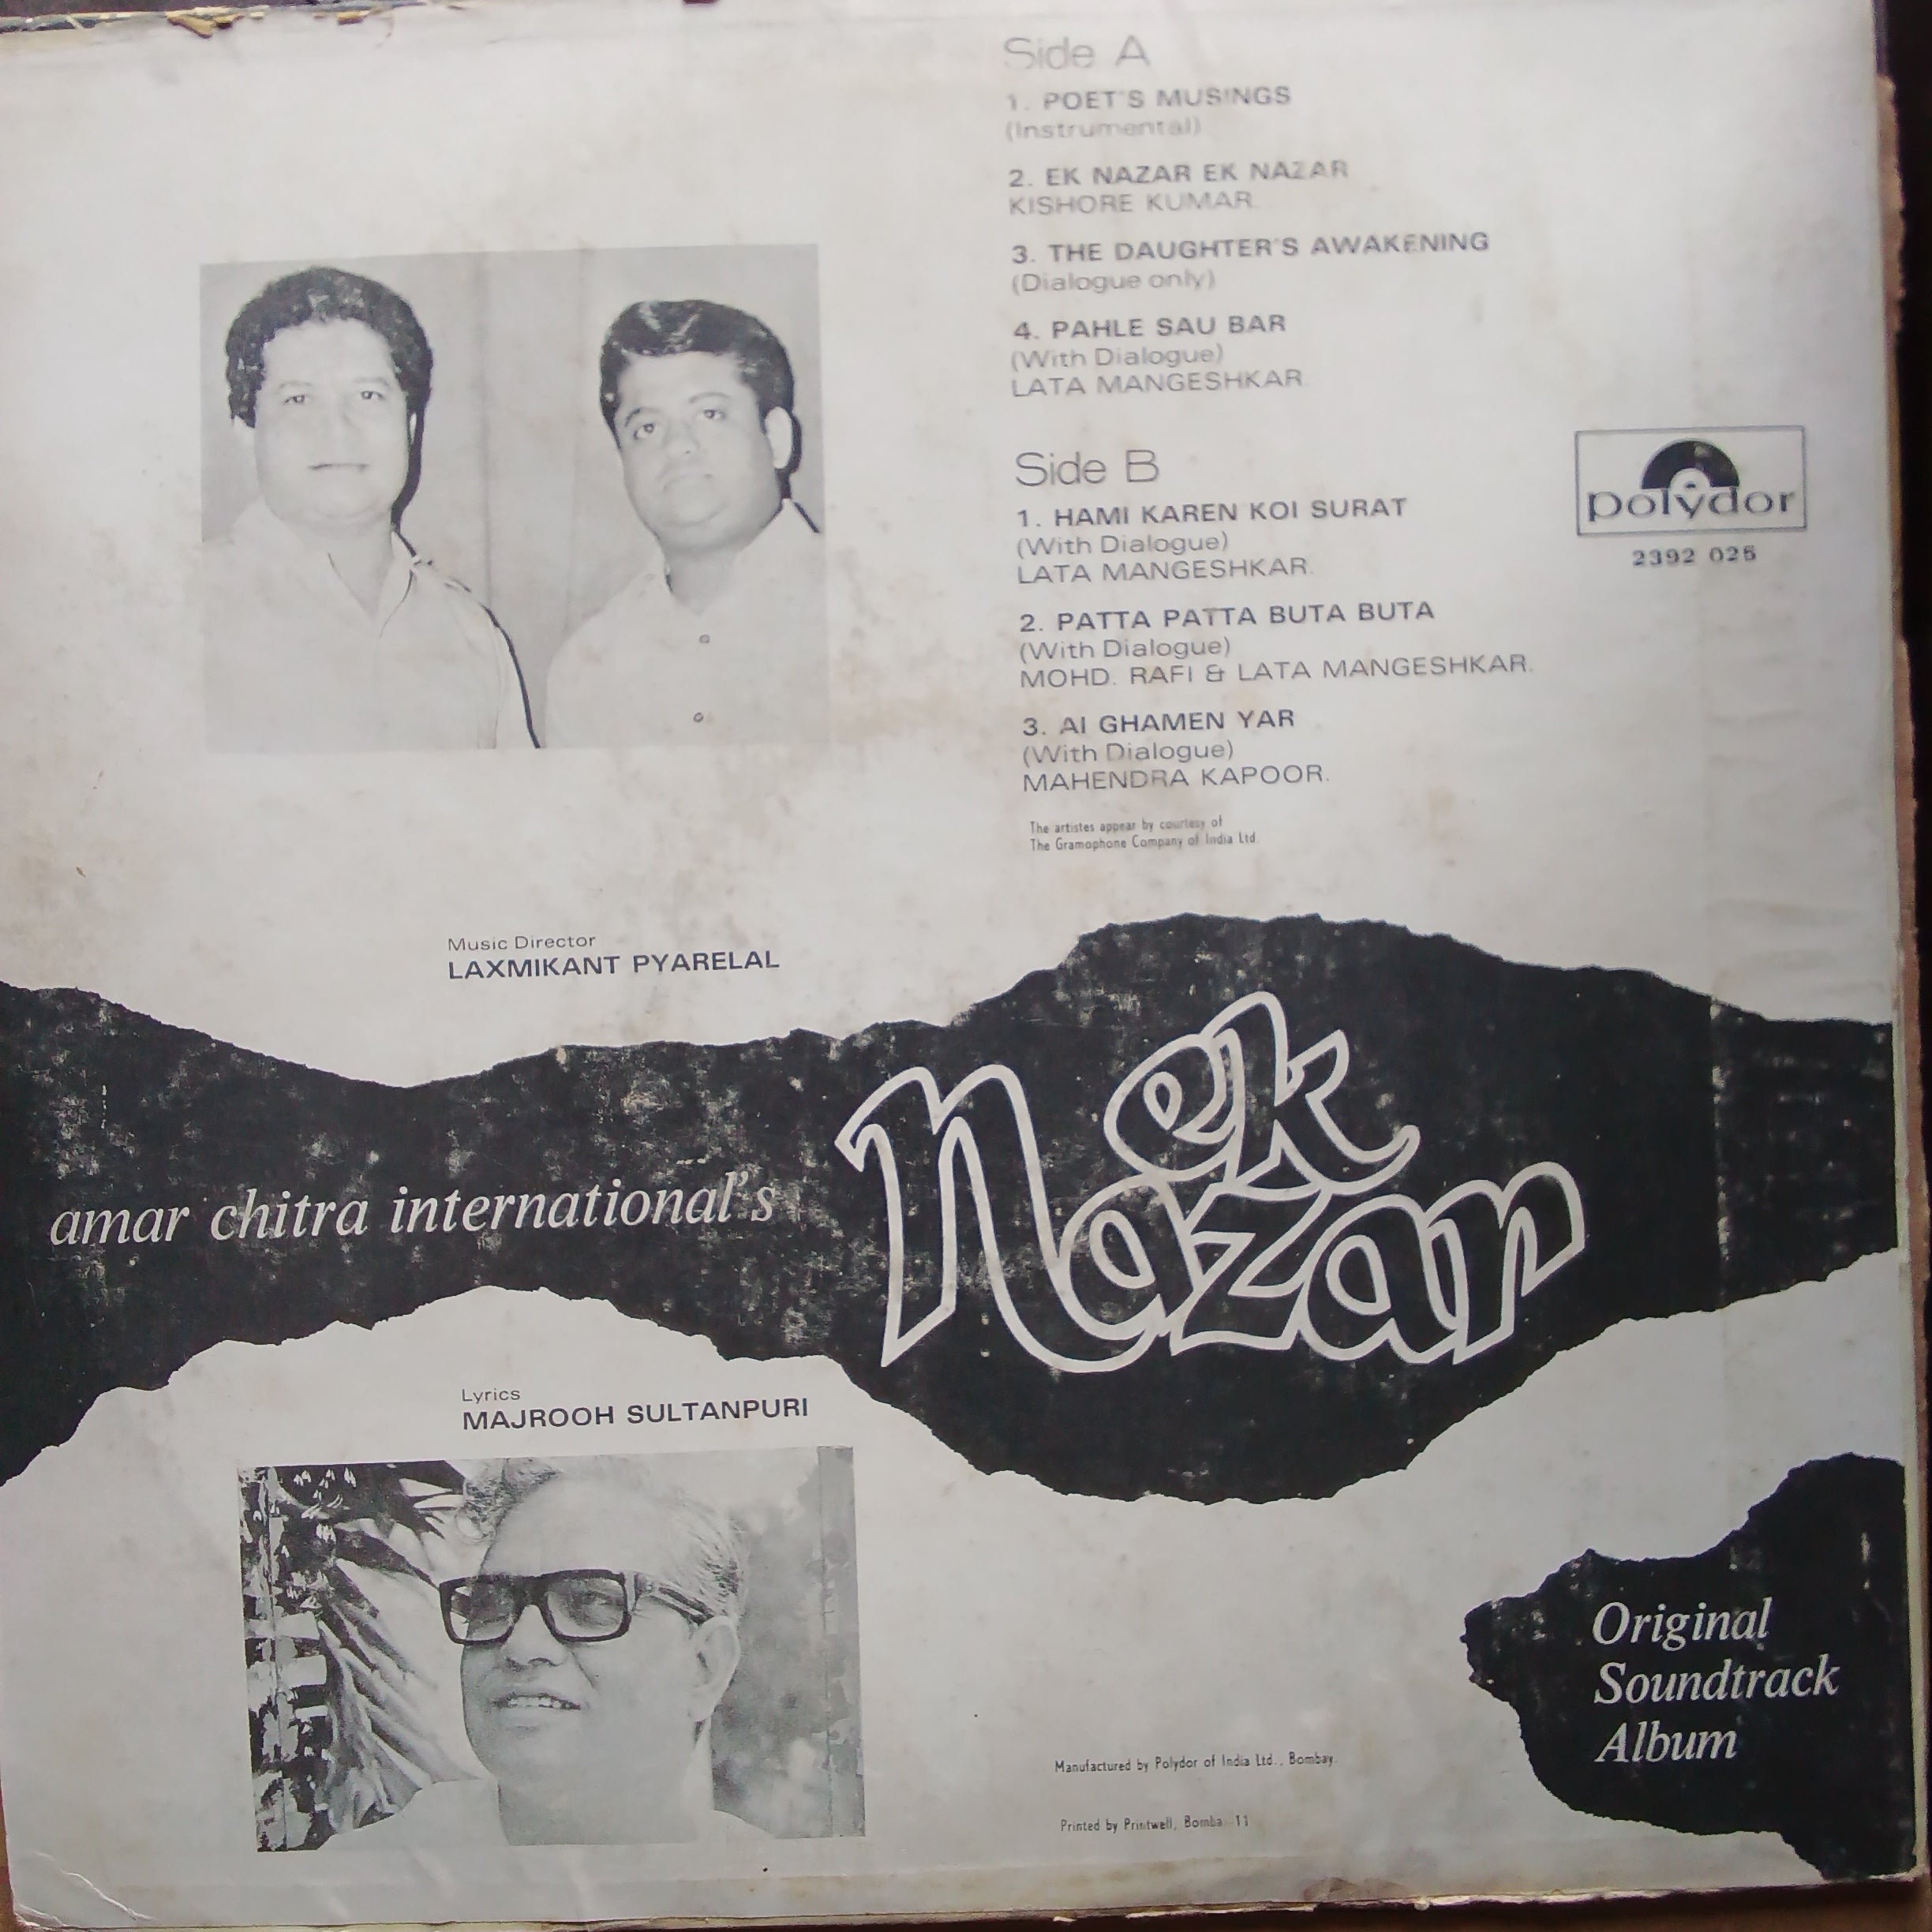 Side A
1. POET'S MUSINGS
(Instrumental)
2. EK NAZAR EK NAZAR
KISHORE KUMAR.
3. THE DAUGHTER'S AWAKENING
(Dialogue only)
4. PAHLE SAU BAR
(With Dialogue)
LATA MANGESHKAR.
Side B
1. HAMI KAREN KOI SURAT
(With Dialogue)
LATA MANGESHKAR.
2. PATTA PATTA BUTA BUTA
(With Dialogue)
MOHD. RAFI & LATA MANGESHKAR.
3. AI GHAMEN YAR
(With Dialogue)
MAHENDRA KAPOOR.
The artistes appear by courtesy of
The Gramophone Company of India Ltd.
polydor
2392 025
Music Director
LAXMIKANT PYARELAL
amar chitra international's
ek
Nazar
Lyrics
MAJROOH SULTANPURI
Original
Soundtrack
Album
Manufactured by Polydor of India Ltd., Bombay.
Printed by Printwell, 11